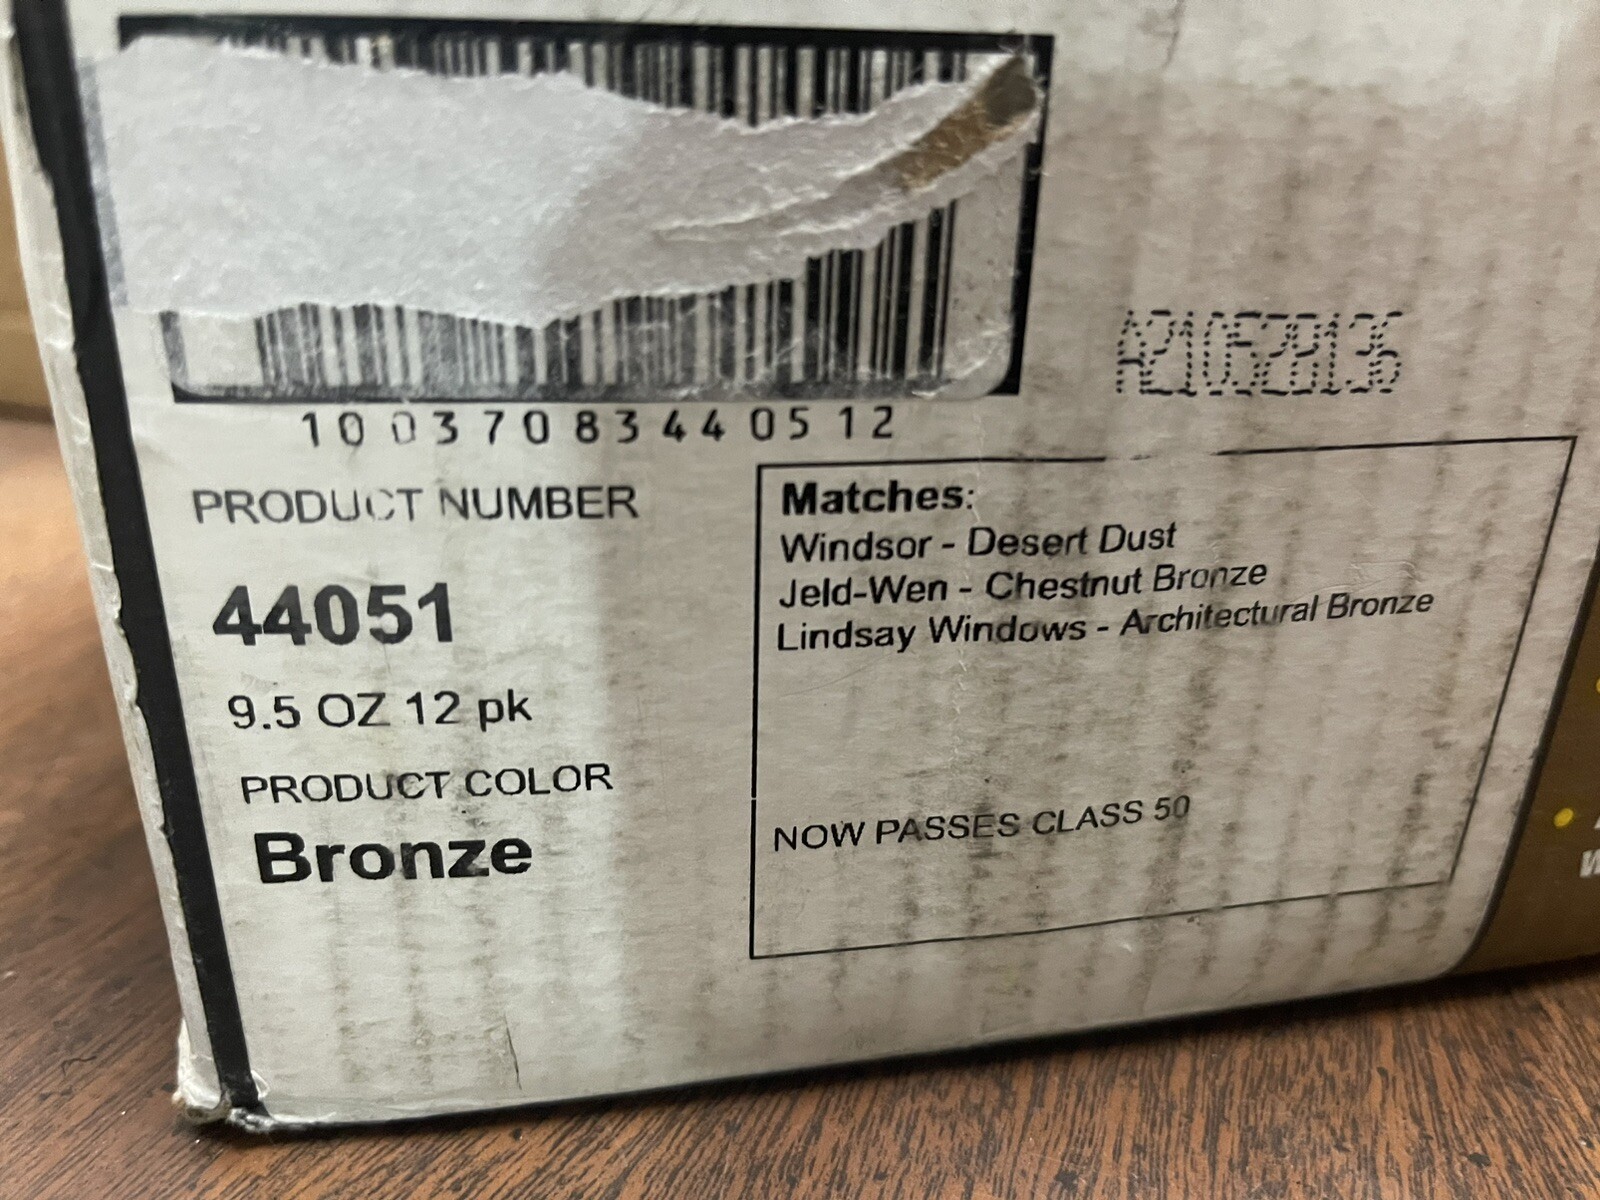 10037083440512
A210528136
PRODUCT NUMBER
44051
9.5 OZ 12 pk
PRODUCT COLOR
Bronze
Matches:
Windsor - Desert Dust
Jeld-Wen - Chestnut Bronze
Lindsay Windows - Architectural Bronze
NOW PASSES CLASS 50